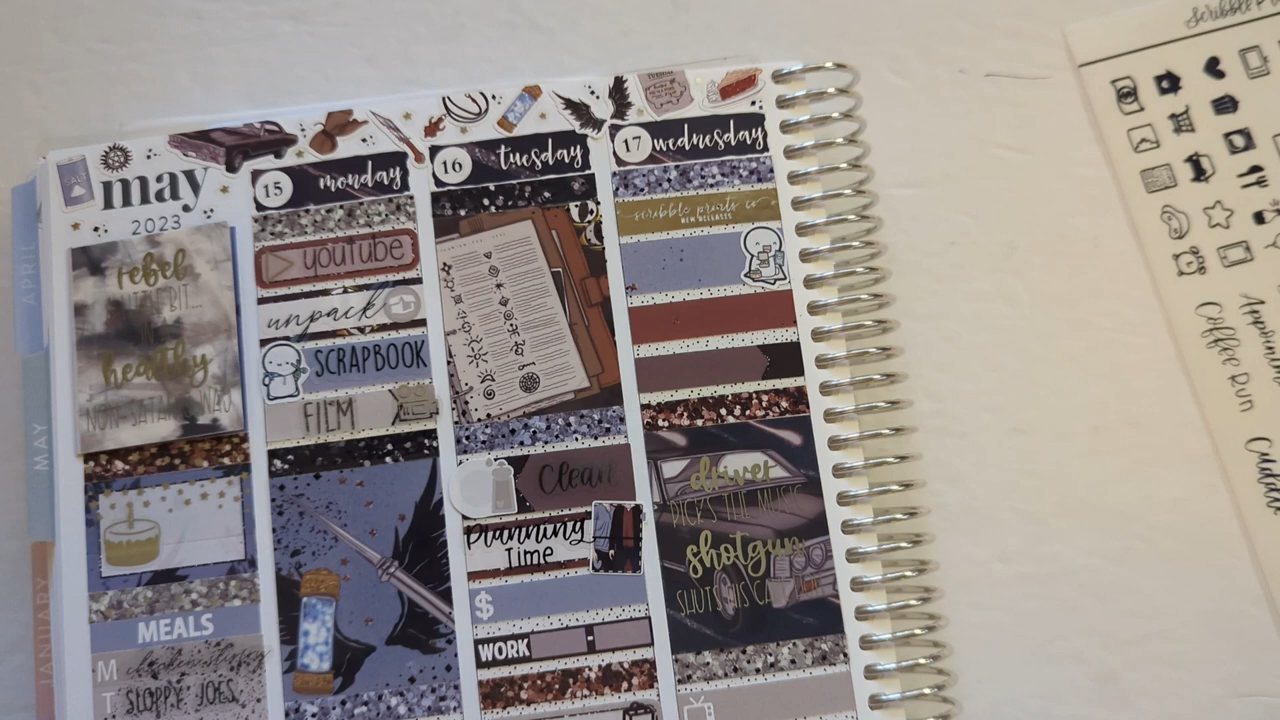 may
2023
APRIL
MAY
JANUARY
SALT
rebel
healthy
MEALS
M
T SLOPPY JOES
15 monday
youtube
unpack
SCRAPBOOK
FILM
16 tuesday
Clean
Planning
Time
$
WORK
17 wednesday
scribble prints co
NEW RELEASES
driver
PICKS THE MUSIC
shotgun
SHUTS HIS CA
Coffee Run